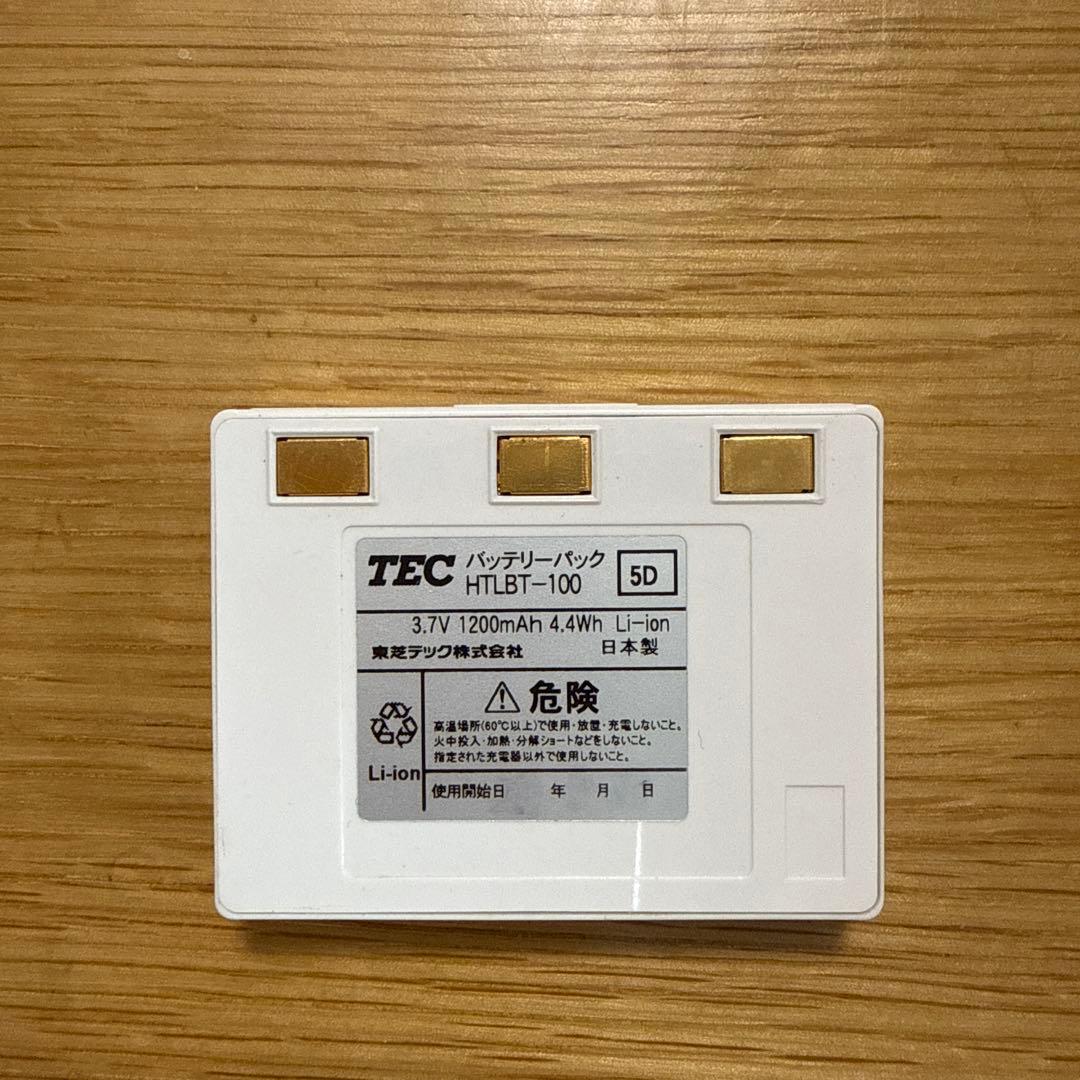 TEC バッテリーパック
HTLBT-100 5D
3.7V 1200mAh 4.4Wh Li-ion
東芝テック株式会社 日本製
⚠危険
高温場所(60℃以上)で使用・放置・充電しないこと。
火中投入・加熱・分解ショートなどをしないこと。
指定された充電器以外で使用しないこと。
Li-ion
使用開始日 年 月 日